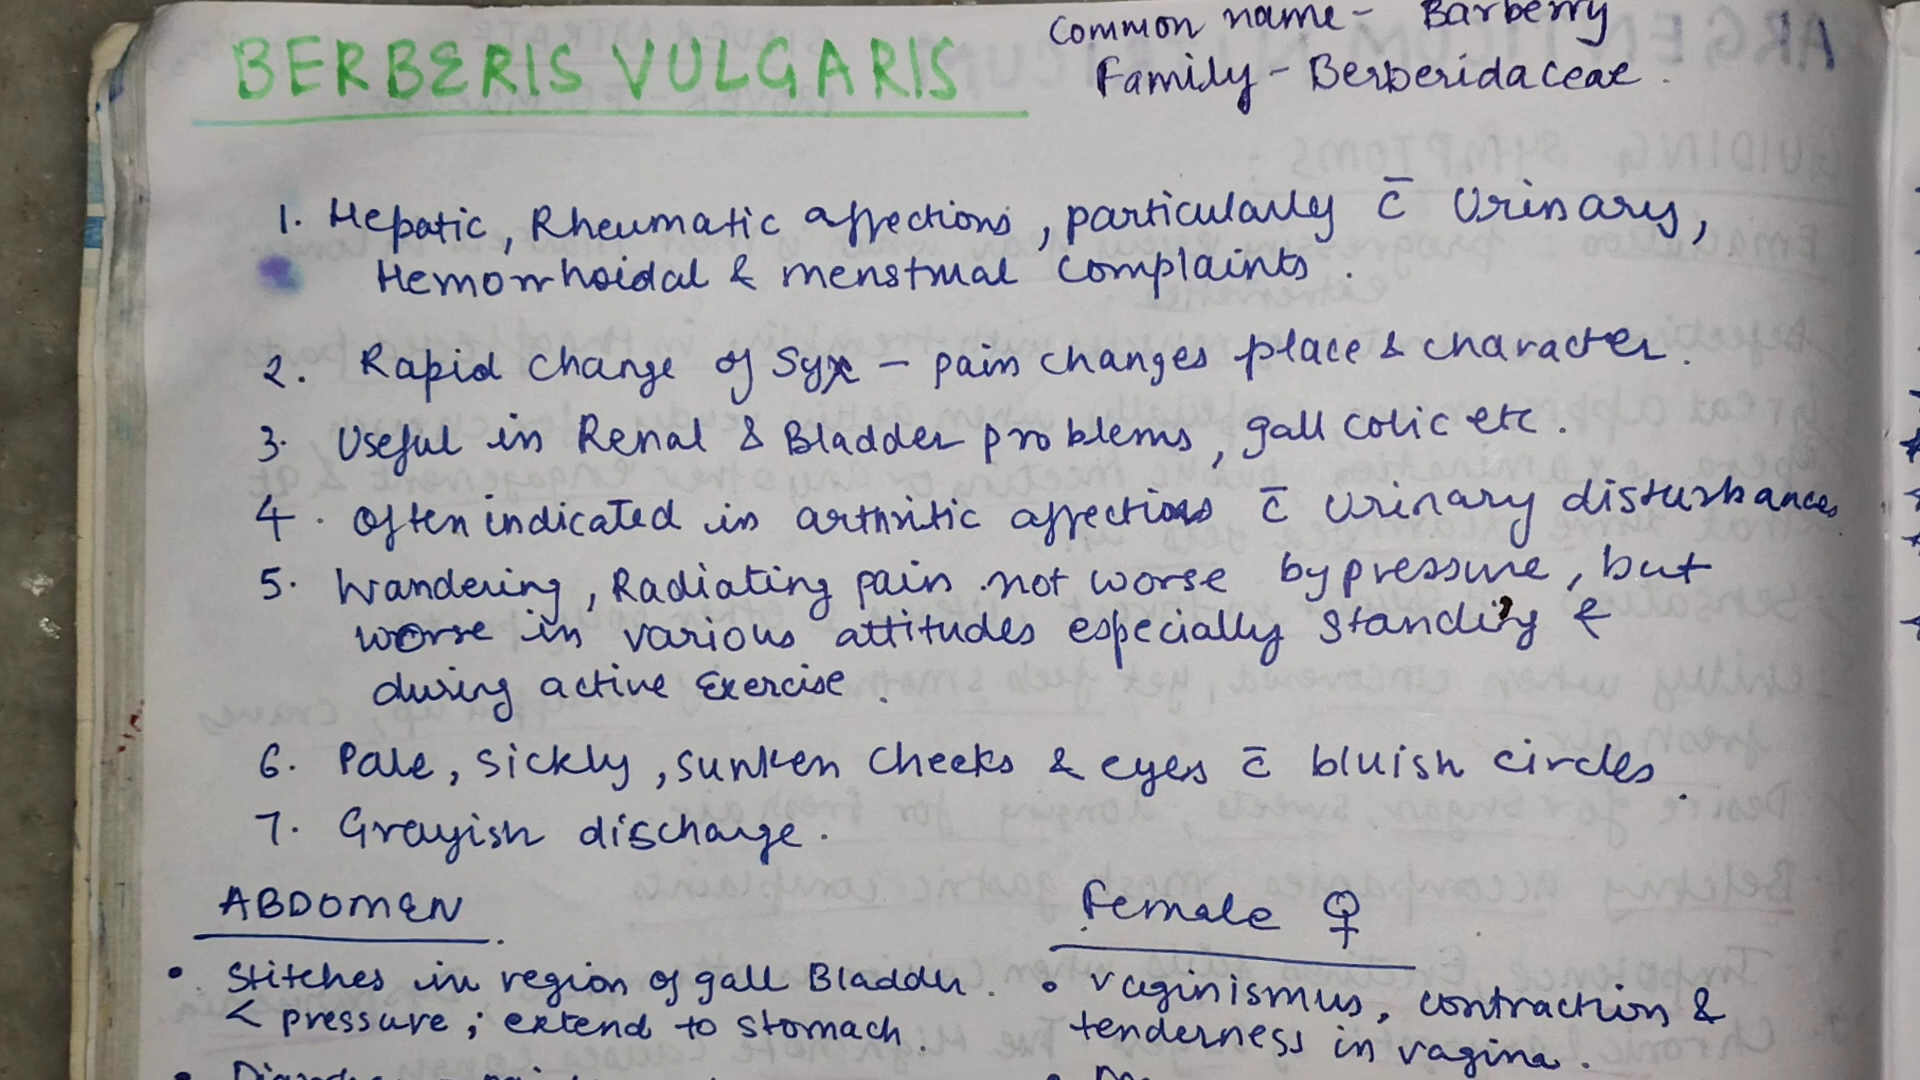 BERBERIS VULGARIS
Common name - Barberry
Family - Berberidaceae.
1. Hepatic, Rheumatic affections, particularly c̄ Urinary,
Hemorrhoidal & menstrual complaints.
2. Rapid change of Syx - pain changes place & character.
3. Useful in Renal & Bladder problems, gall colic etc.
4. Often indicated in arthritic affections c̄ urinary disturbances
5. Wandering, Radiating pain not worse by pressure, but
worse in various attitudes especially standing &
during active Exercise.
6. Pale, sickly, sunken cheeks & eyes c̄ bluish circles.
7. Grayish discharge.
ABDOMEN
• Stitches in region of gall Bladder.
< pressure; extend to stomach.
Female ♀
• vaginismus, contraction &
tenderness in vagina.